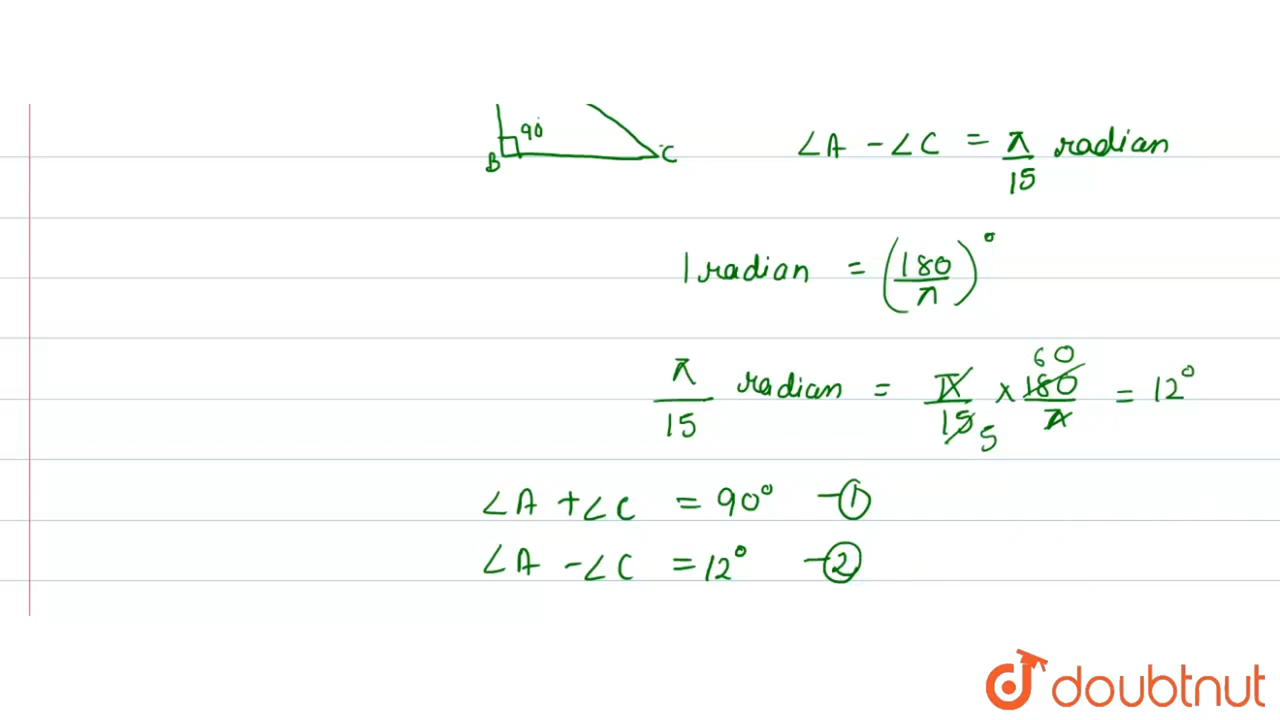 90°
B C
∠A - ∠C = π/15 radian
1 radian = (180/π)°
π/15 radian = π/15 5 × 180 60/π = 12°
∠A + ∠C = 90° -①
∠A - ∠C = 12° -②
doubtnut